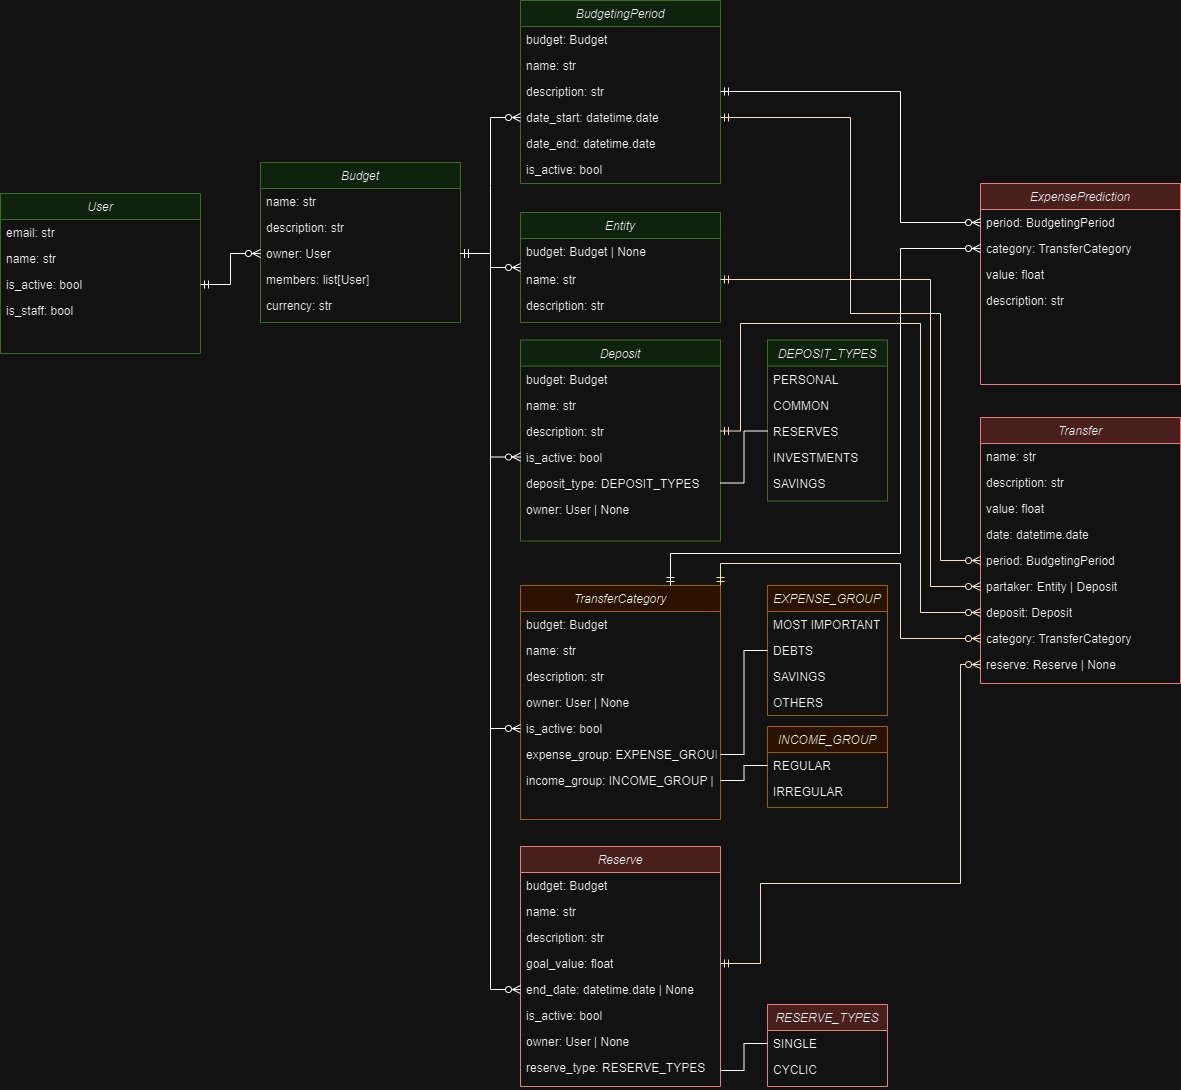 BudgetingPeriod
budget: Budget
name: str
description: str
date_start: datetime.date
date_end: datetime.date
is_active: bool
User
email: str
name: str
is_active: bool
is_staff: bool
Budget
name: str
description: str
owner: User
members: list[User]
currency: str
Entity
budget: Budget | None
name: str
description: str
Deposit
budget: Budget
name: str
description: str
is_active: bool
deposit_type: DEPOSIT_TYPES
owner: User | None
DEPOSIT_TYPES
PERSONAL
COMMON
RESERVES
INVESTMENTS
SAVINGS
TransferCategory
budget: Budget
name: str
description: str
owner: User | None
is_active: bool
expense_group: EXPENSE_GROU
income_group: INCOME_GROUP |
EXPENSE_GROUP
MOST IMPORTANT
DEBTS
SAVINGS
OTHERS
INCOME_GROUP
REGULAR
IRREGULAR
Reserve
budget: Budget
name: str
description: str
goal_value: float
end_date: datetime.date | None
is_active: bool
owner: User | None
reserve_type: RESERVE_TYPES
RESERVE_TYPES
SINGLE
CYCLIC
ExpensePrediction
period: BudgetingPeriod
category: TransferCategory
value: float
description: str
Transfer
name: str
description: str
value: float
date: datetime.date
period: BudgetingPeriod
partaker: Entity | Deposit
deposit: Deposit
category: TransferCategory
reserve: Reserve | None